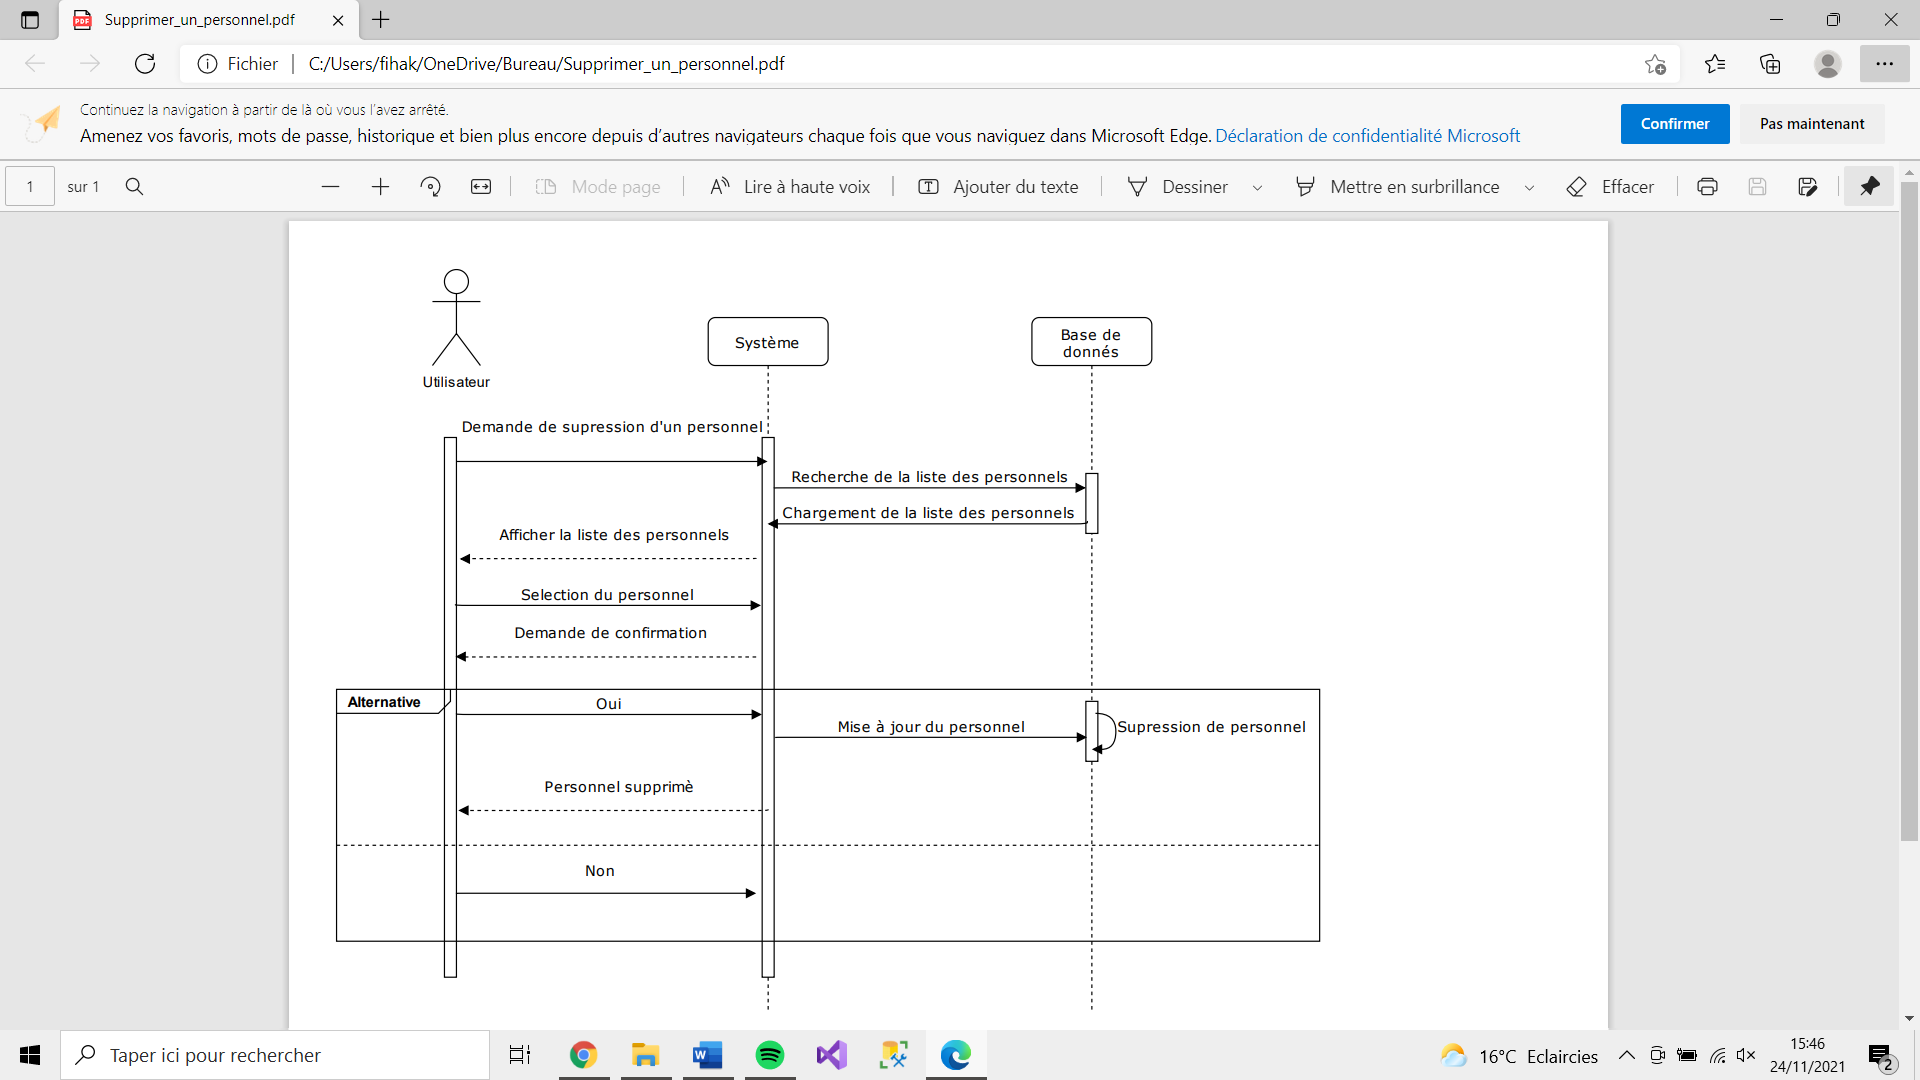 Supprimer_un_personnel.pdf
Fichier
C:/Users/fihak/OneDrive/Bureau/Supprimer_un_personnel.pdf
Continuez la navigation à partir de là où vous l'avez arrêté.
Amenez vos favoris, mots de passe, historique et bien plus encore depuis d'autres navigateurs chaque fois que vous naviguez dans Microsoft Edge. Déclaration de confidentialité Microsoft
Confirmer
Pas maintenant
1 sur 1
Mode page
Lire à haute voix
Ajouter du texte
Dessiner
Mettre en surbrillance
Effacer
Utilisateur
Système
Base de
donnés
Demande de supression d'un personnel
Recherche de la liste des personnels
Chargement de la liste des personnels
Afficher la liste des personnels
Selection du personnel
Demande de confirmation
Alternative
Oui
Mise à jour du personnel
Supression de personnel
Personnel supprimè
Non
Taper ici pour rechercher
16°C Eclaircies
15:46
24/11/2021
2